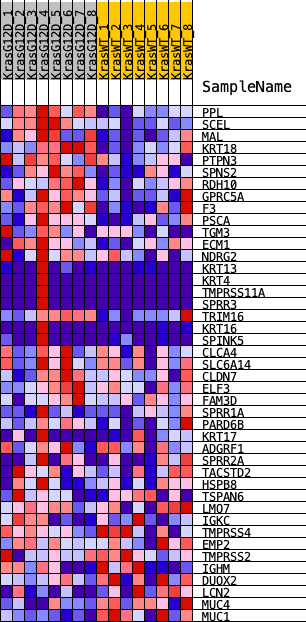 KrasG12D_1
KrasG12D_2
KrasG12D_3
KrasG12D_4
KrasG12D_5
KrasG12D_6
KrasG12D_7
KrasG12D_8
KrasWT_1
KrasWT_2
KrasWT_3
KrasWT_4
KrasWT_5
KrasWT_6
KrasWT_7
KrasWT_8
SampleName
PPL
SCEL
MAL
KRT18
PTPN3
SPNS2
RDH10
GPRC5A
F3
PSCA
TGM3
ECM1
NDRG2
KRT13
KRT4
TMPRSS11A
SPRR3
TRIM16
KRT16
SPINK5
CLCA4
SLC6A14
CLDN7
ELF3
FAM3D
SPRR1A
PARD6B
KRT17
ADGRF1
SPRR2A
TACSTD2
HSPB8
TSPAN6
LMO7
IGKC
TMPRSS4
EMP2
TMPRSS2
IGHM
DUOX2
LCN2
MUC4
MUC1